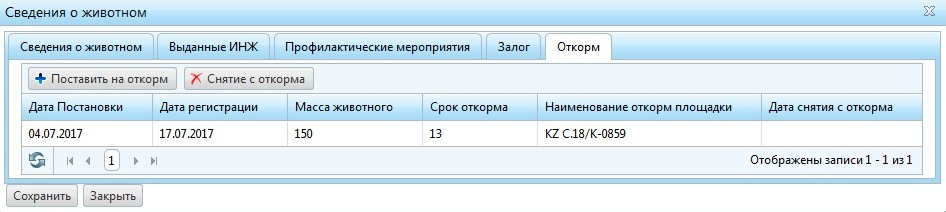 Сведения о животном
Сведения о животном Выданные ИНЖ Профилактические мероприятия Залог Откорм
Поставить на откорм Снятие с откорма
Дата Постановки Дата регистрации Масса животного Срок откорма Наименование откорм площадки Дата снятия с откорма
04.07.2017 17.07.2017 150 13 KZ C.18/K-0859
1 Отображены записи 1 - 1 из 1
Сохранить Закрыть